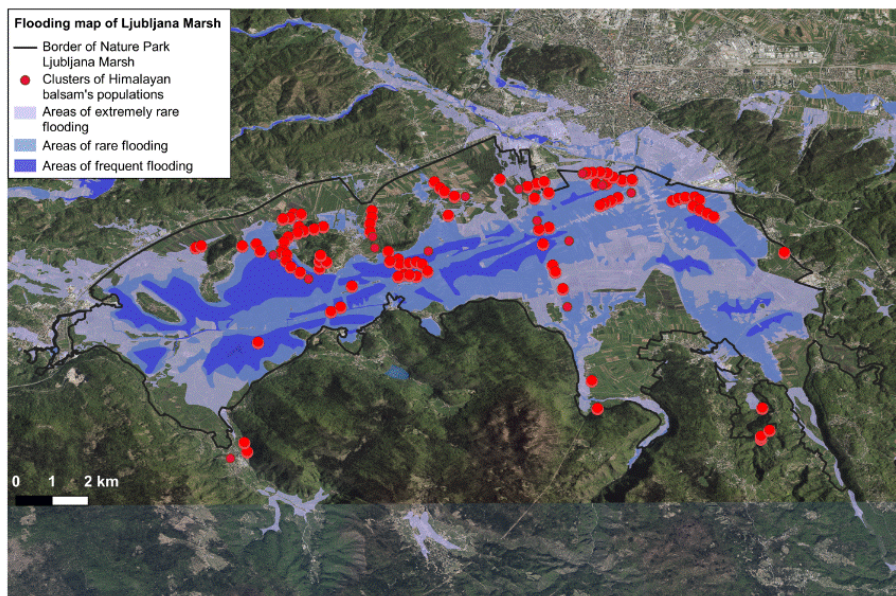 Flooding map of Ljubljana Marsh
Border of Nature Park
Ljubljana Marsh
Clusters of Himalayan
balsam's populations
Areas of extremely rare
flooding
Areas of rare flooding
Areas of frequent flooding
0 1 2 km